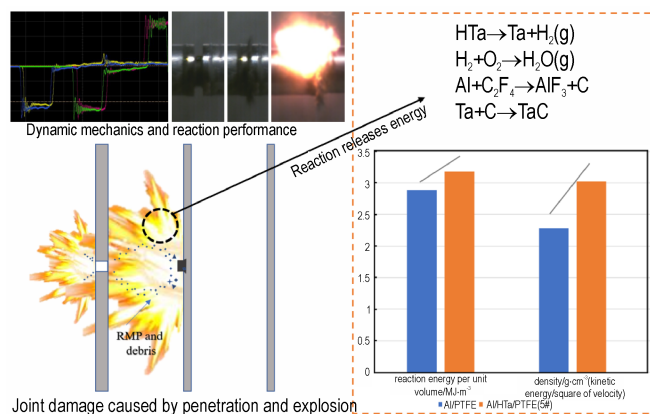 Dynamic mechanics and reaction performance
RMP and
debris
Joint damage caused by penetration and explosion
Reaction releases energy
HTa→Ta+H₂(g)
H₂+O₂→H₂O(g)
Al+C₂F₄→AlF₃+C
Ta+C→TaC
3.5
3
2.5
2
1.5
1
0.5
0
reaction energy per unit
volume/MJ·m⁻³
density/g·cm⁻³(kinetic
energy/square of velocity)
Al/PTFE
Al/HTa/PTFE(5#)